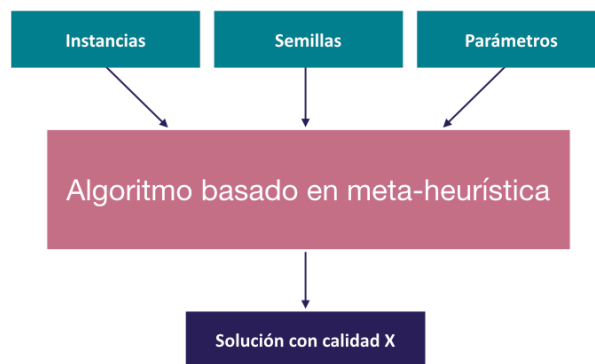 Instancias
Semillas
Parámetros
Algoritmo basado en meta-heurística
Solución con calidad X